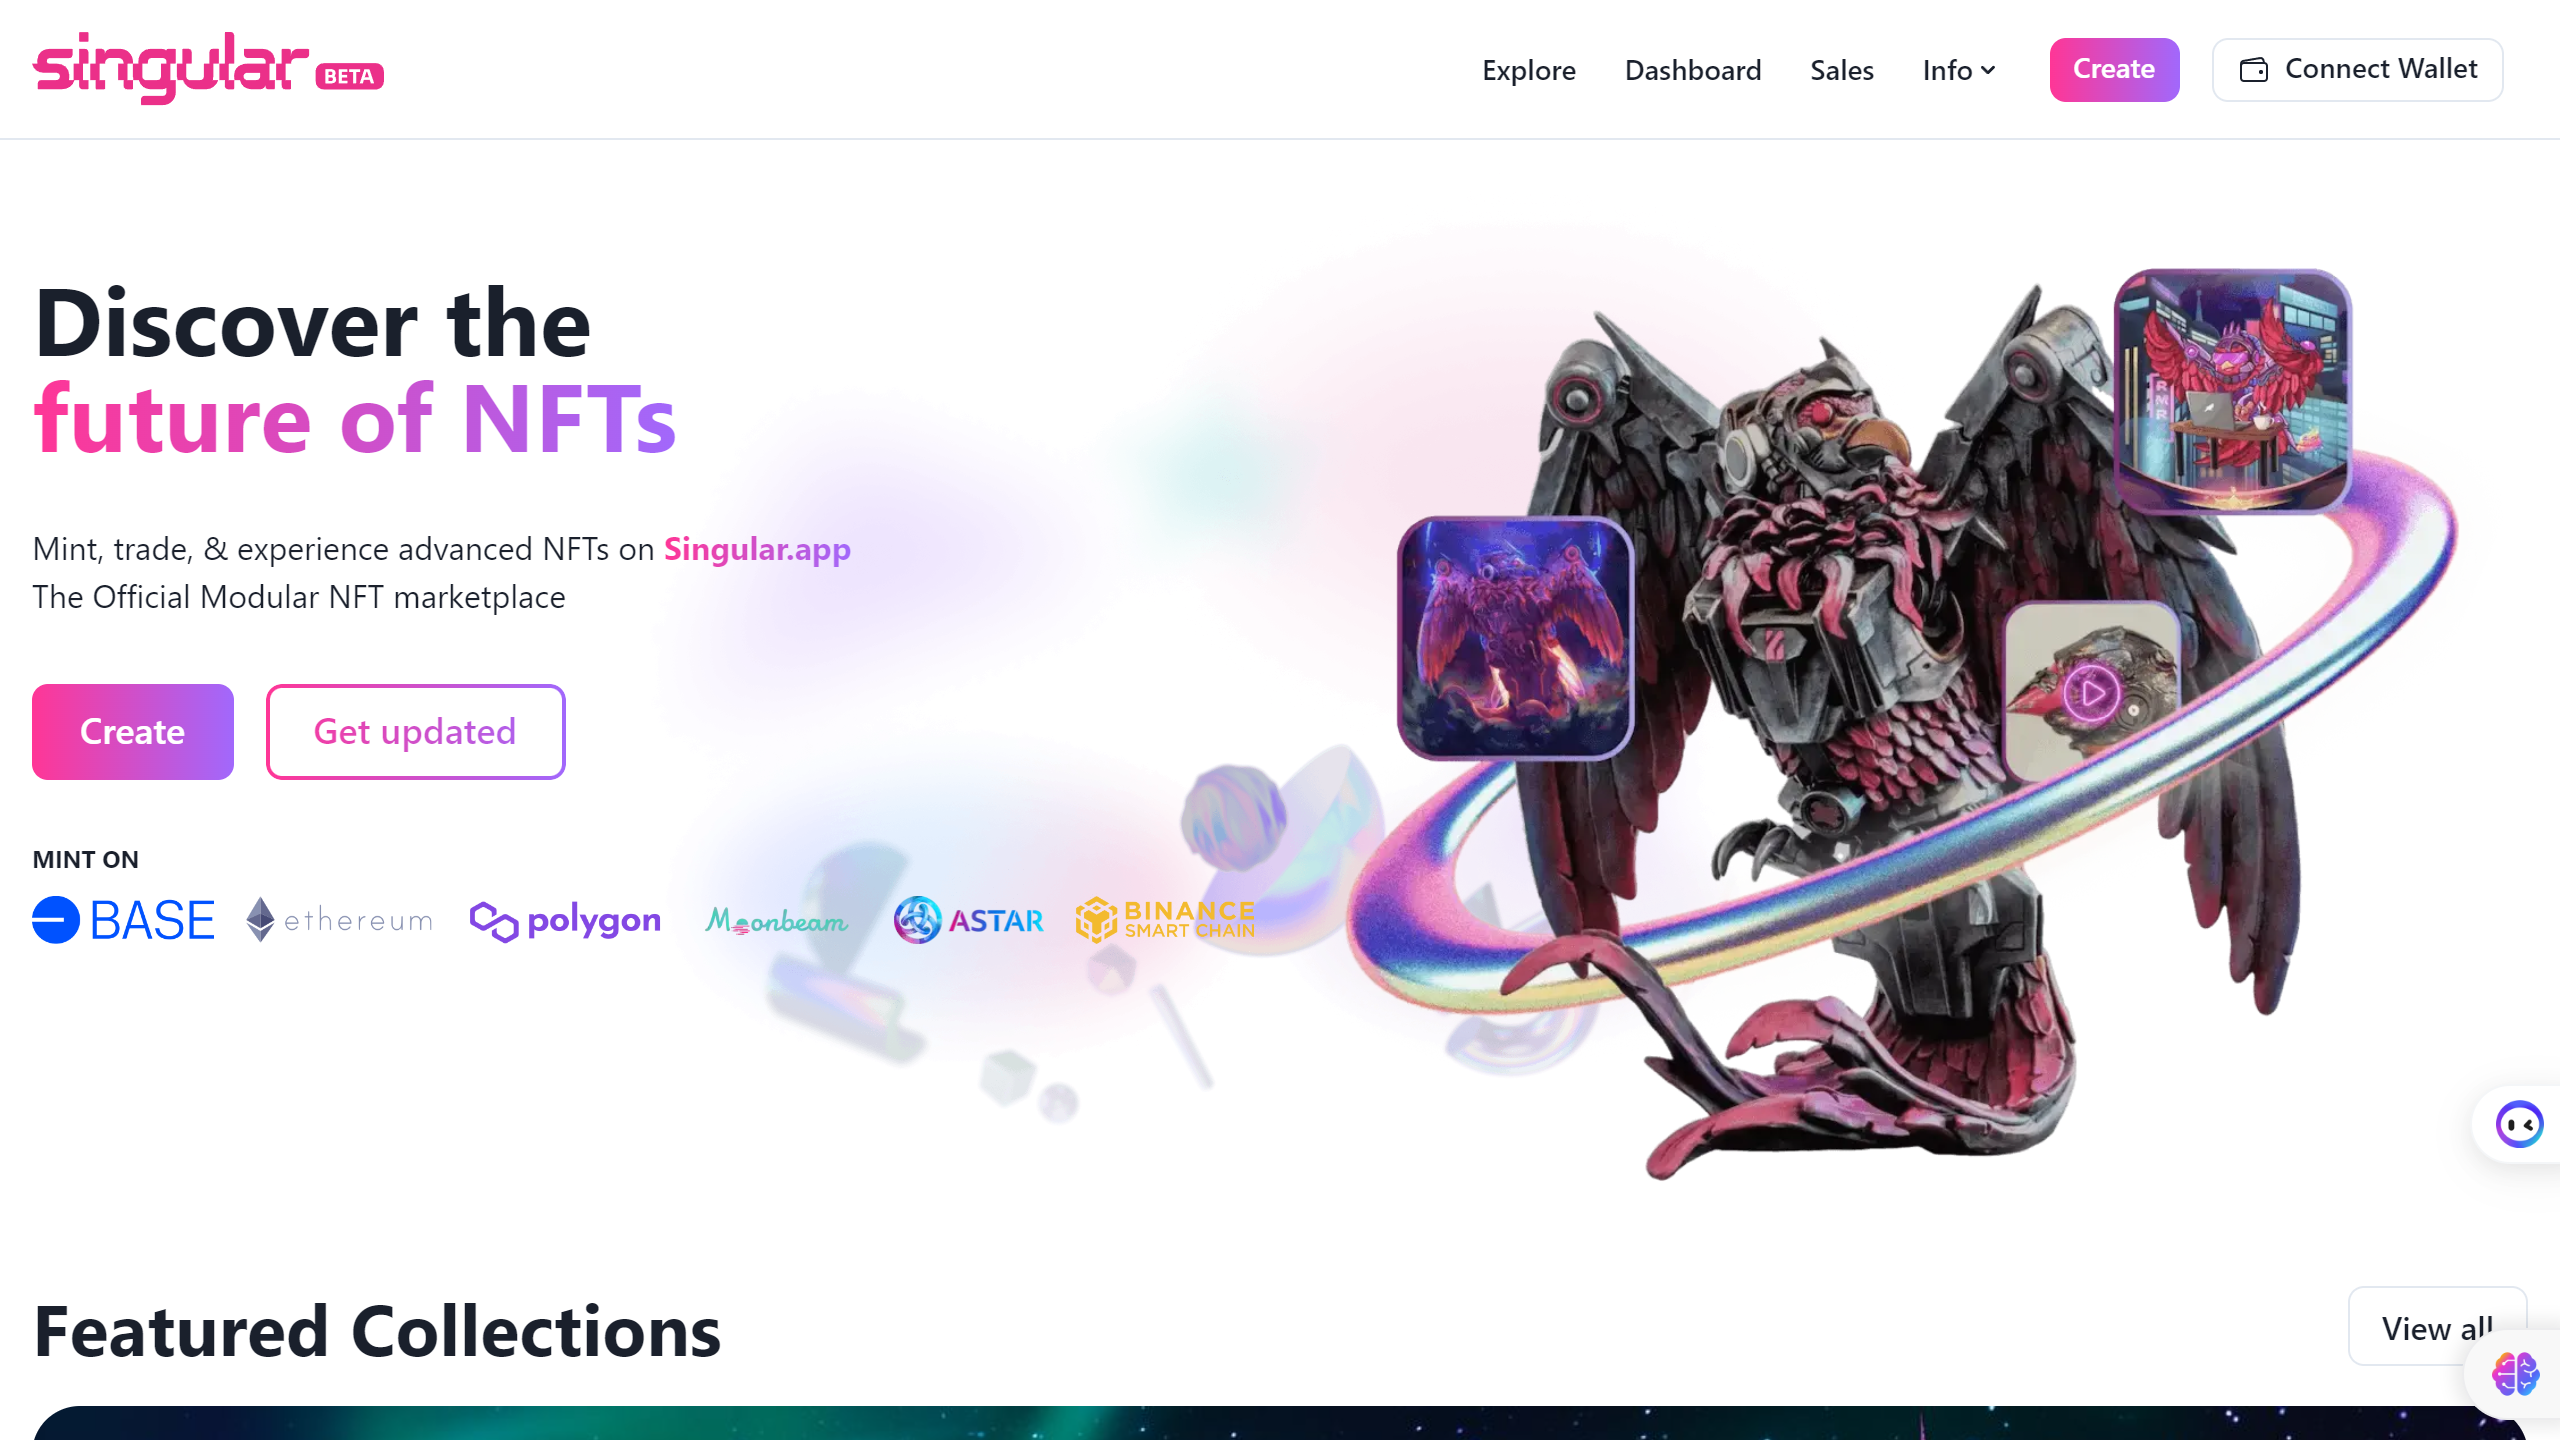 singular BETA
Explore
Dashboard
Sales
Info
Create
Connect Wallet
Discover the
future of NFTs
Mint, trade, & experience advanced NFTs on Singular.app
The Official Modular NFT marketplace
Create
Get updated
MINT ON
BASE
ethereum
polygon
Moonbeam
ASTAR
BINANCE
SMART CHAIN
RMR
Featured Collections
View all